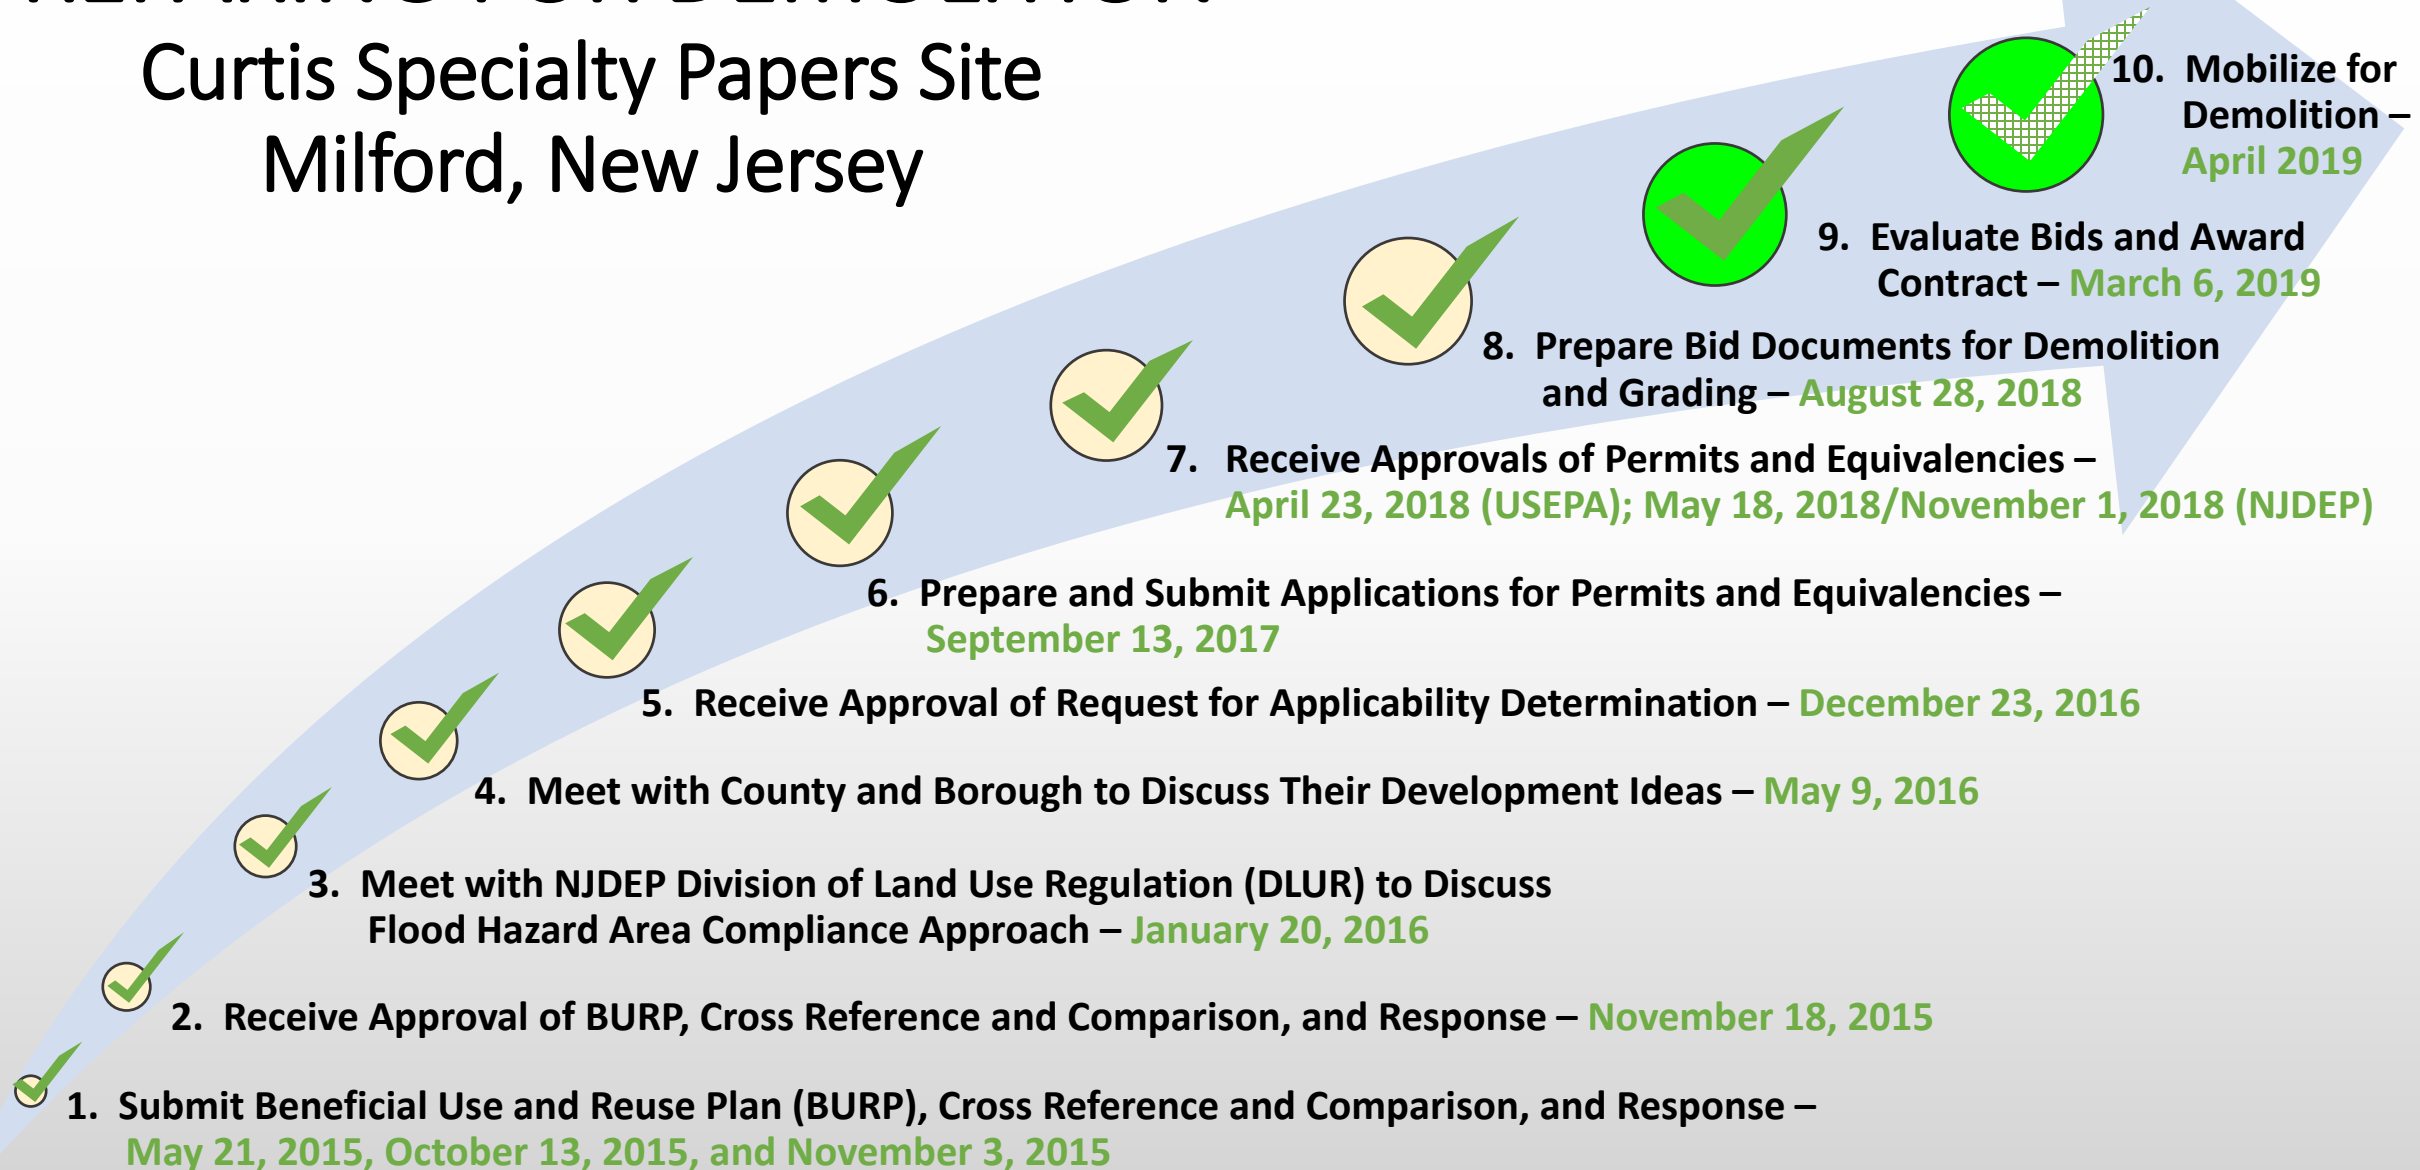 Curtis Specialty Papers Site
Milford, New Jersey
10. Mobilize for
Demolition –
April 2019
9. Evaluate Bids and Award
Contract – March 6, 2019
8. Prepare Bid Documents for Demolition
and Grading – August 28, 2018
7. Receive Approvals of Permits and Equivalencies –
April 23, 2018 (USEPA); May 18, 2018/November 1, 2018 (NJDEP)
6. Prepare and Submit Applications for Permits and Equivalencies –
September 13, 2017
5. Receive Approval of Request for Applicability Determination – December 23, 2016
4. Meet with County and Borough to Discuss Their Development Ideas – May 9, 2016
3. Meet with NJDEP Division of Land Use Regulation (DLUR) to Discuss
Flood Hazard Area Compliance Approach – January 20, 2016
2. Receive Approval of BURP, Cross Reference and Comparison, and Response – November 18, 2015
1. Submit Beneficial Use and Reuse Plan (BURP), Cross Reference and Comparison, and Response –
May 21, 2015, October 13, 2015, and November 3, 2015